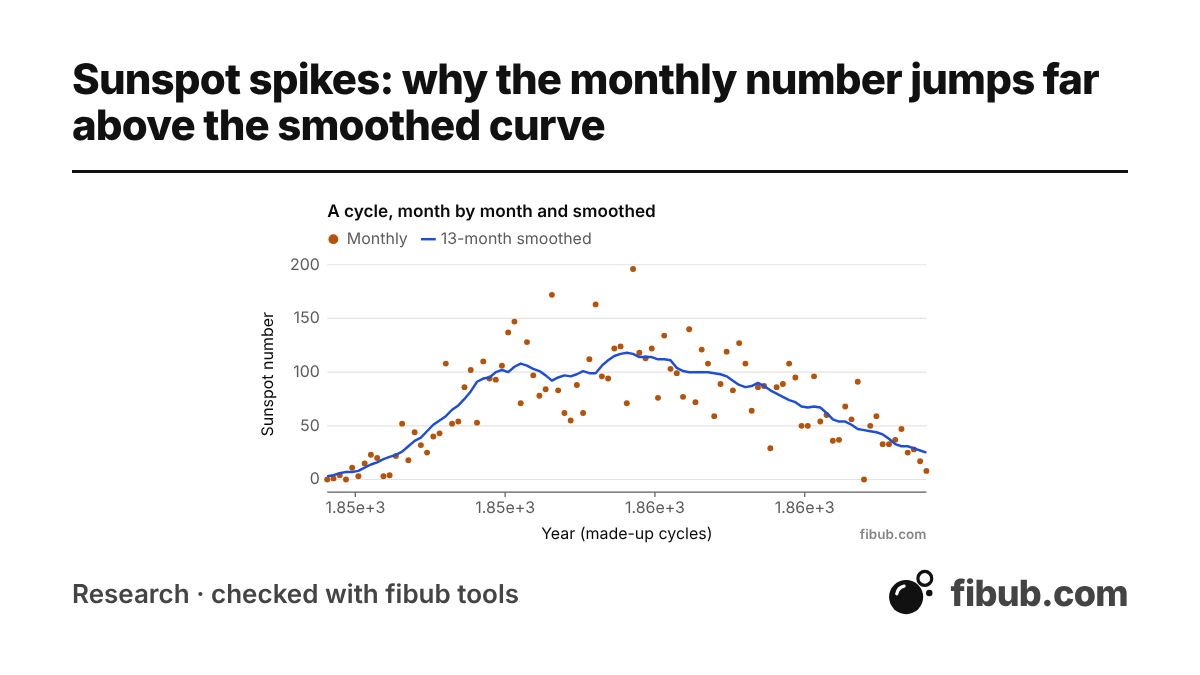 Sunspot spikes: why the monthly number jumps far
above the smoothed curve
A cycle, month by month and smoothed
Monthly
13-month smoothed
200
150
100
50
0
Sunspot number
1.85e+3
1.85e+3
1.86e+3
1.86e+3
Year (made-up cycles)
fibub.com
Research · checked with fibub tools
fibub.com